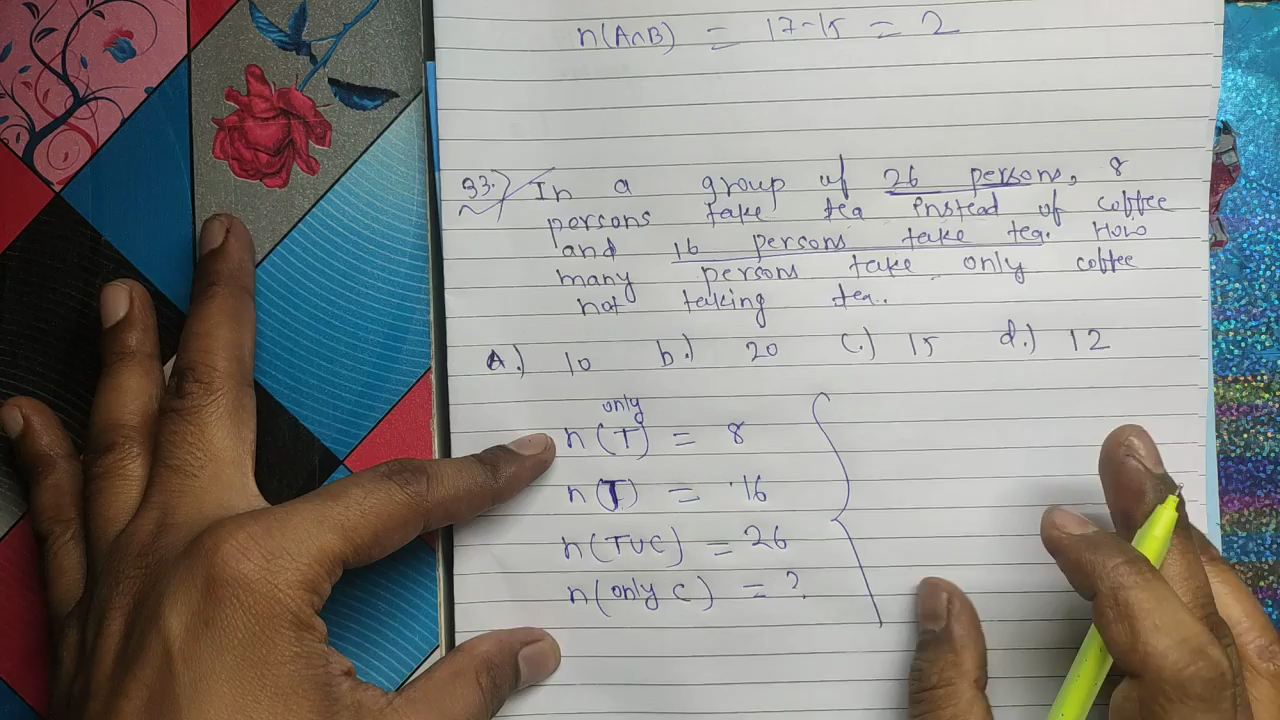 n(A∩B) = 17-15 = 2
33.) In a group of 26 persons, 8
persons take tea instead of coffee
and 16 persons take tea. How
many persons take only coffee
not taking tea.
A.) 10 b.) 20 c.) 15 d.) 12
only
n(T) = 8
n(T) = 16
n(TUC) = 26
n(only C) = ?